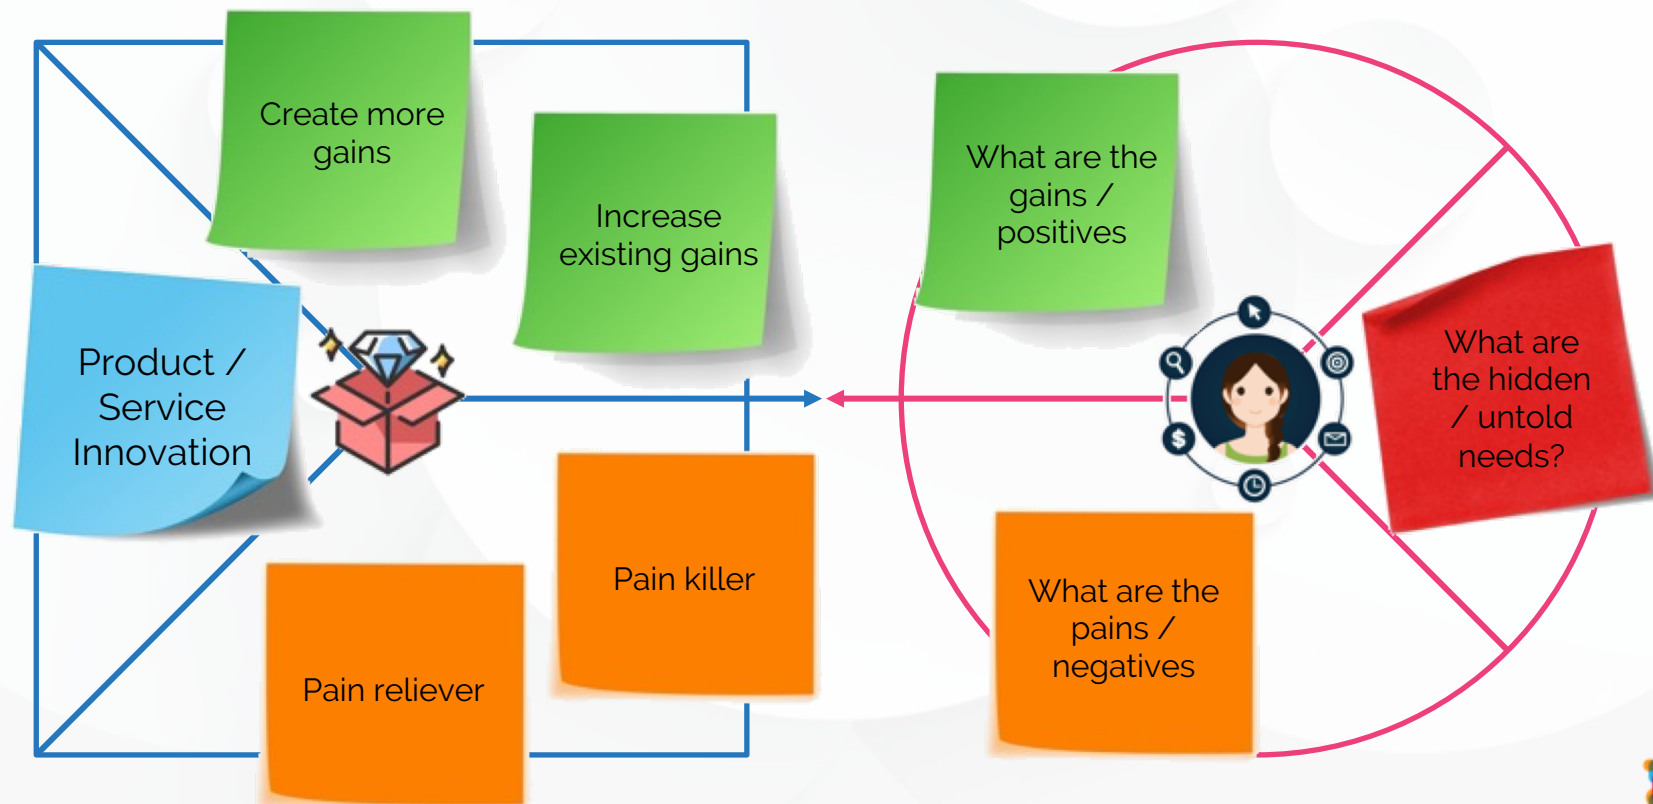 Create more
gains
Increase
existing gains
Product /
Service
Innovation
Pain killer
Pain reliever
What are the
gains /
positives
What are
the hidden
/ untold
needs?
$
What are the
pains /
negatives